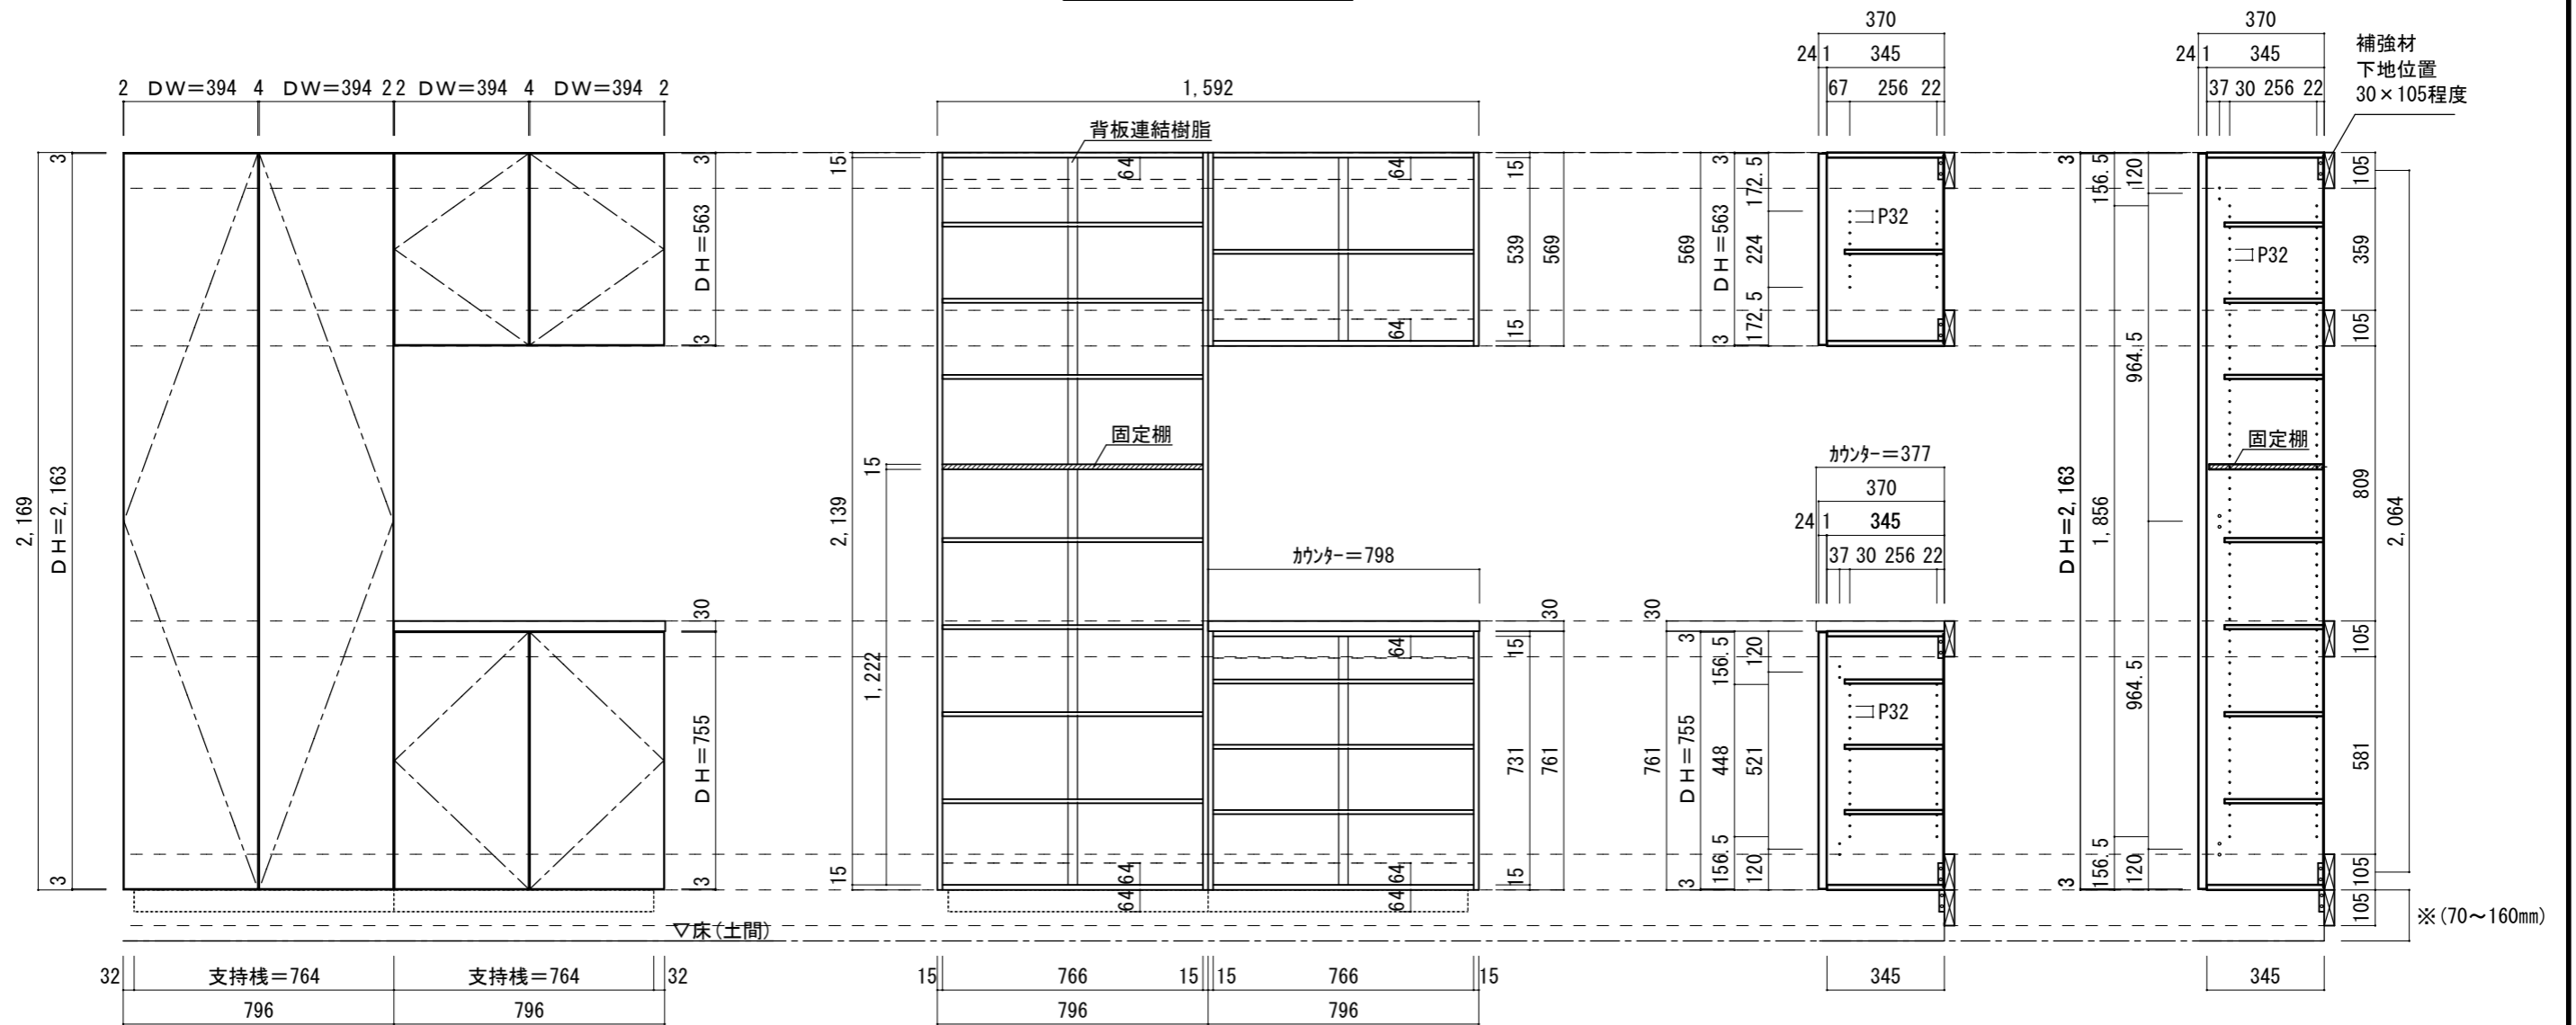 2 DW=394 4 DW=394 2 2 DW=394 4 DW=394 2
2,169
3
DH=2,163
3
3
DH=563
3
30
DH=755
3
▽床(土間)
32 支持桟=764 支持桟=764 32
796 796
1,592
背板連結樹脂
15
2,139
15
15
1,222
固定棚
64
64
64
64
64
64
64
カウンター=798
15
539
15
569
30
15
731
15
761
15 766 15 15 766 15
796 796
370
24 1 345
67 256 22
569
3
DH=563
3
172.5
224
172.5
P32
カウンター=377
370
24 1 345
37 30 256 22
30
761
3
DH=755
3
156.5
448
156.5
120
521
120
P32
345
370
24 1 345
37 30 256 22
補強材
下地位置
30×105程度
3
DH=2,163
3
156.5
1,856
156.5
120
964.5
964.5
120
P32
固定棚
105
359
105
809
105
581
105
105
2,064
※(70~160㎜)
345